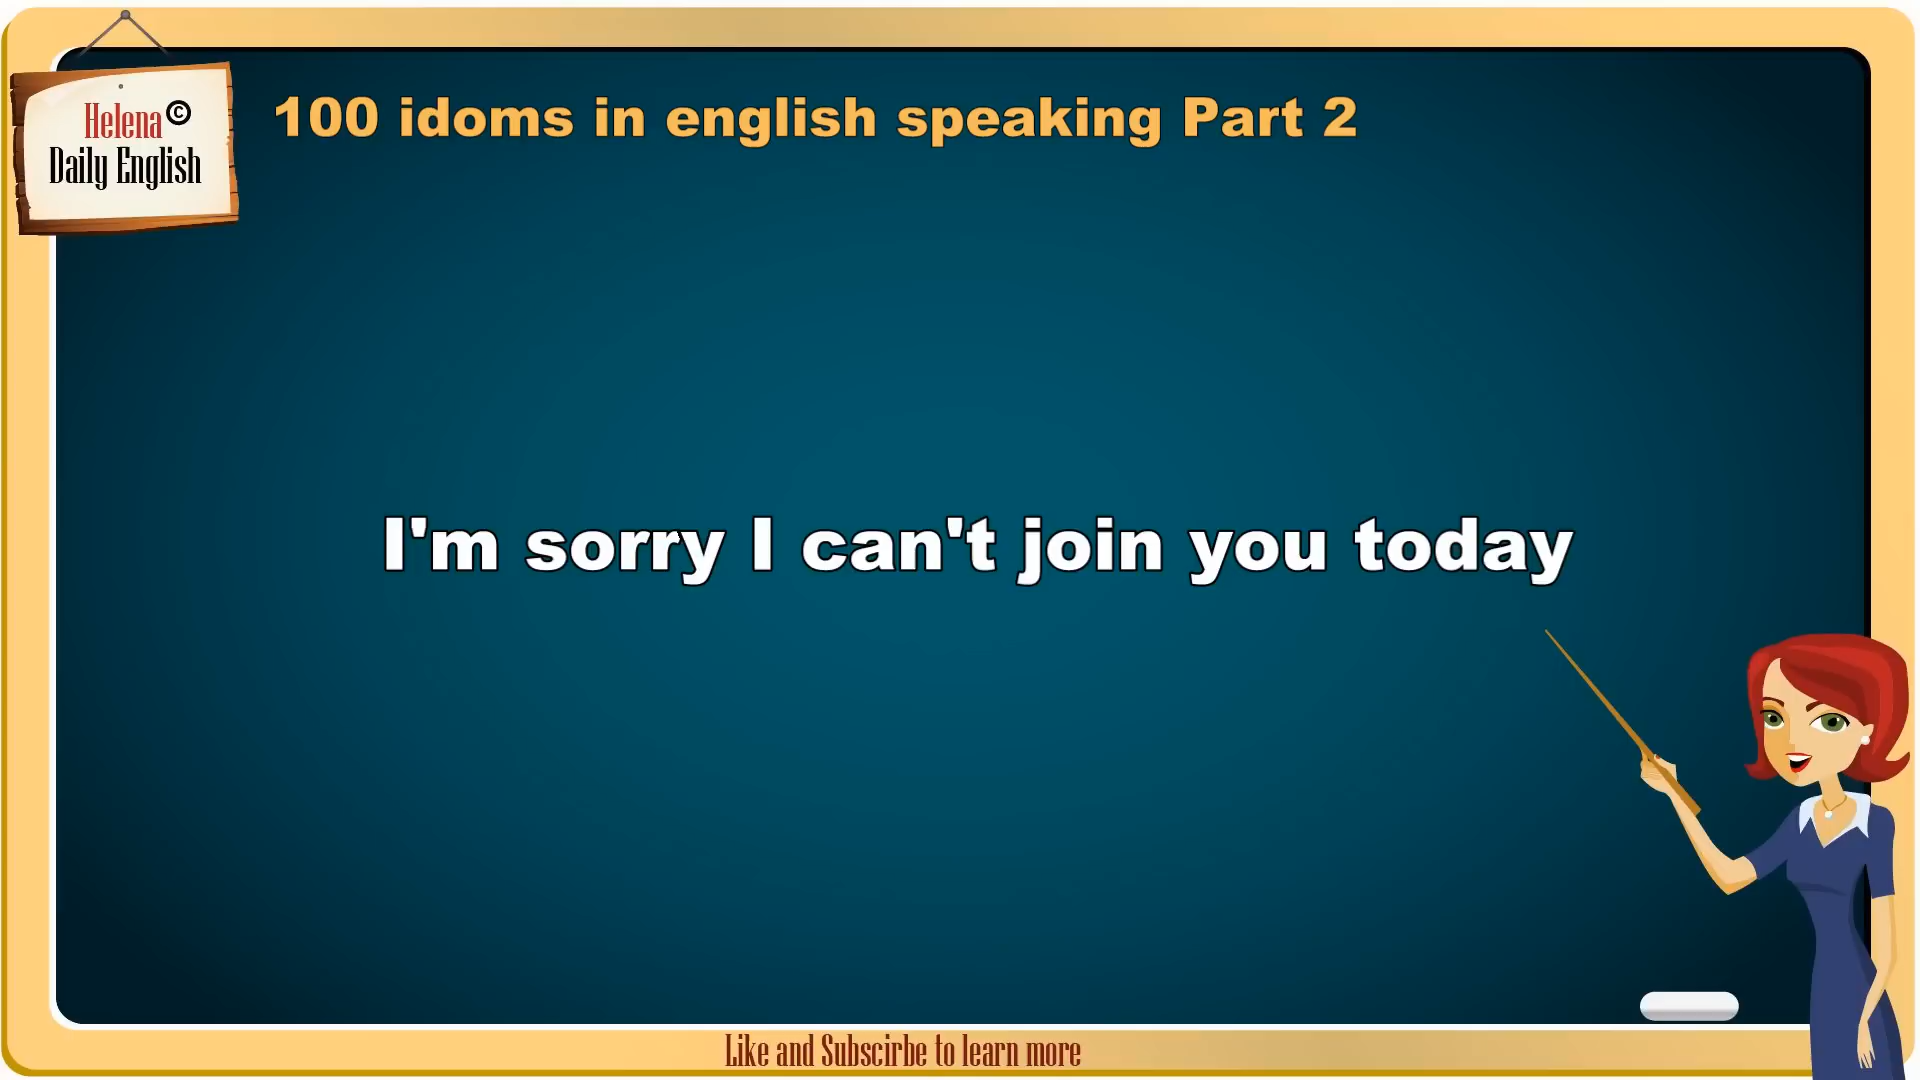 Helena ©
Daily English
100 idoms in english speaking Part 2
I'm sorry I can't join you today
Like and Subscirbe to learn more